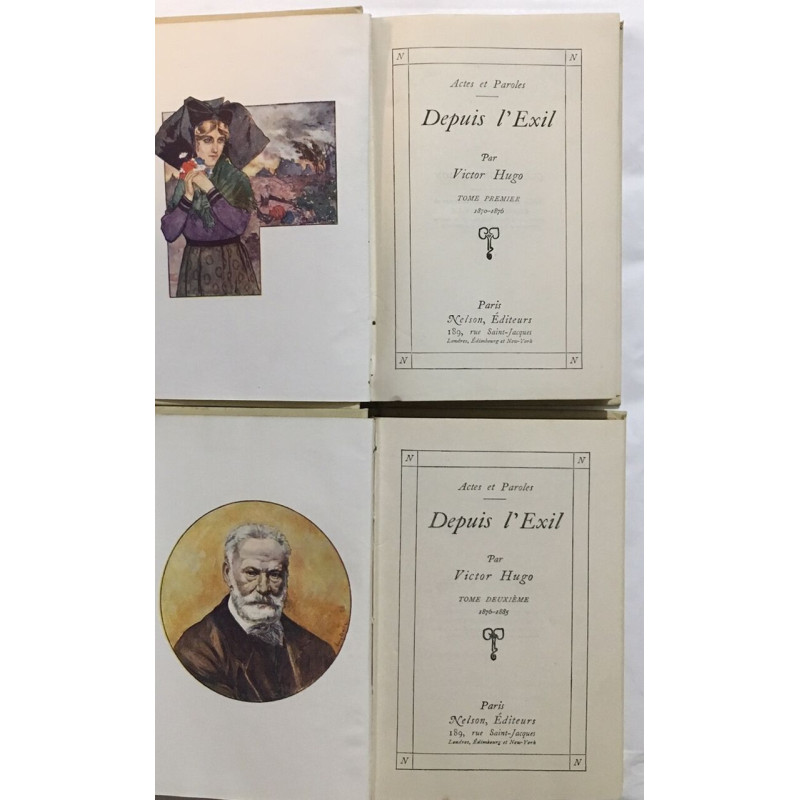 N N
Actes et Paroles
Depuis l'Exil
Par
Victor Hugo
TOME PREMIER
1870-1876
Paris
Nelson, Éditeurs
189, rue Saint-Jacques
Londres, Édimbourg et New-York
N N
N N
Actes et Paroles
Depuis l'Exil
Par
Victor Hugo
TOME DEUXIÈME
1876-1885
Paris
Nelson, Éditeurs
189, rue Saint-Jacques
Londres, Édimbourg et New-York
N N